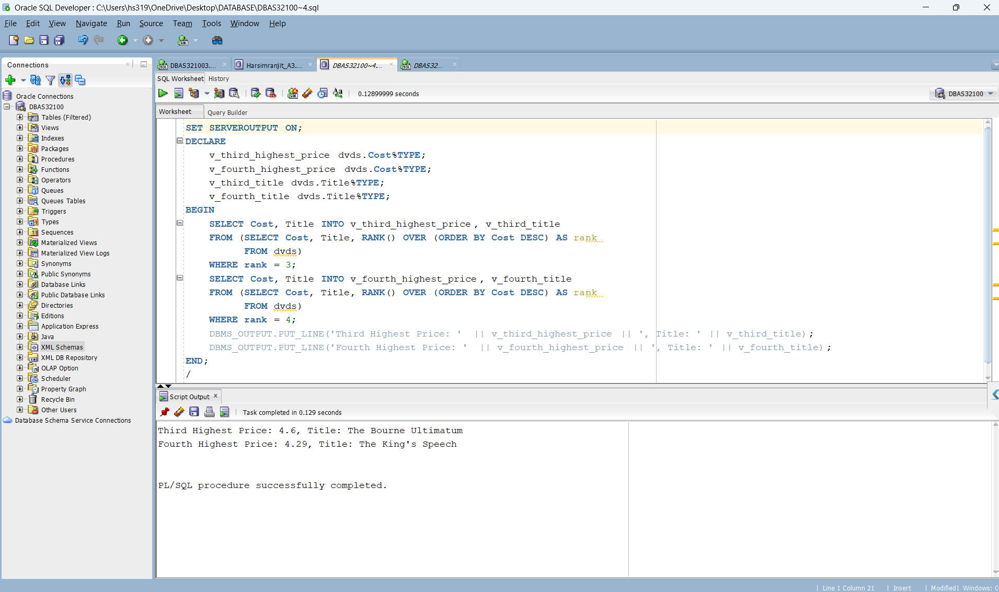 Oracle SQL Developer : C:\Users\hs319\OneDrive\Desktop\DATABASE\DBAS32100~4.sql
File Edit View Navigate Run Source Team Tools Window Help
Connections
Oracle Connections
DBAS32100
Tables (Filtered)
Views
Indexes
Packages
Procedures
Functions
Operators
Queues
Queues Tables
Triggers
Types
Sequences
Materialized Views
Materialized View Logs
Synonyms
Public Synonyms
Database Links
Public Database Links
Directories
Editions
Application Express
Java
XML Schemas
XML DB Repository
OLAP Option
Scheduler
Property Graph
Recycle Bin
Other Users
Database Schema Service Connections
DBAS321003.... Harsimranjit_A3.... DBAS32100~4.... DBAS32...
SQL Worksheet History
0.12899999 seconds
DBAS32100
Worksheet Query Builder
SET SERVEROUTPUT ON;
DECLARE
v_third_highest_price dvds.Cost%TYPE;
v_fourth_highest_price dvds.Cost%TYPE;
v_third_title dvds.Title%TYPE;
v_fourth_title dvds.Title%TYPE;
BEGIN
SELECT Cost, Title INTO v_third_highest_price, v_third_title
FROM (SELECT Cost, Title, RANK() OVER (ORDER BY Cost DESC) AS rank
FROM dvds)
WHERE rank = 3;
SELECT Cost, Title INTO v_fourth_highest_price, v_fourth_title
FROM (SELECT Cost, Title, RANK() OVER (ORDER BY Cost DESC) AS rank
FROM dvds)
WHERE rank = 4;
DBMS_OUTPUT.PUT_LINE('Third Highest Price: ' || v_third_highest_price || ', Title: ' || v_third_title);
DBMS_OUTPUT.PUT_LINE('Fourth Highest Price: ' || v_fourth_highest_price || ', Title: ' || v_fourth_title);
END;
/
Script Output
Task completed in 0.129 seconds
Third Highest Price: 4.6, Title: The Bourne Ultimatum
Fourth Highest Price: 4.29, Title: The King's Speech
PL/SQL procedure successfully completed.
Line 1 Column 21 | Insert | Modified | Windows: C